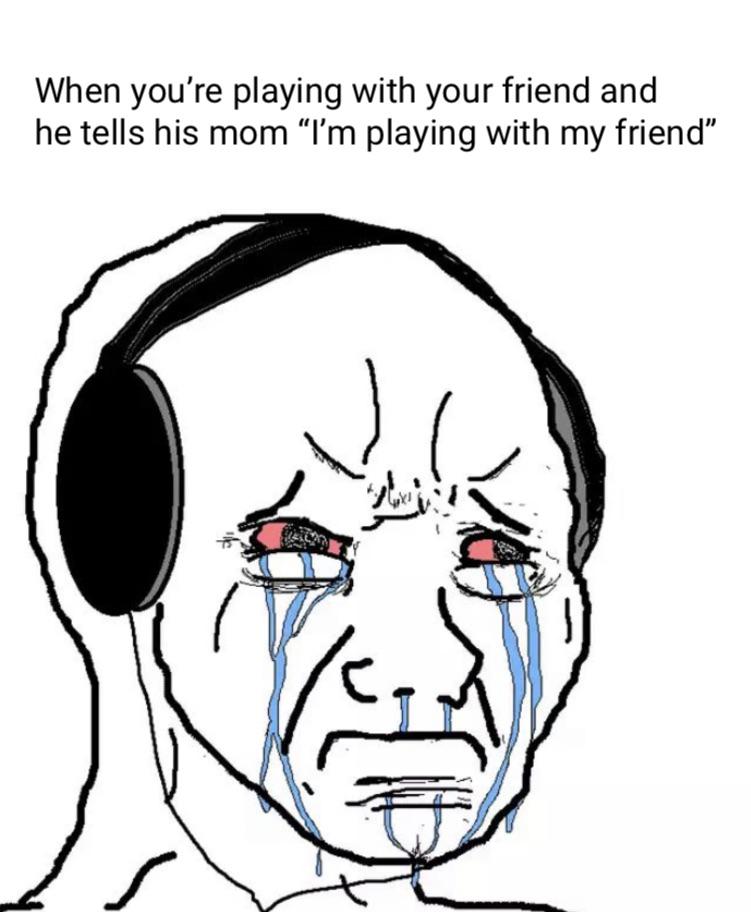 When you’re playing with your friend and
he tells his mom “I’m playing with my friend”